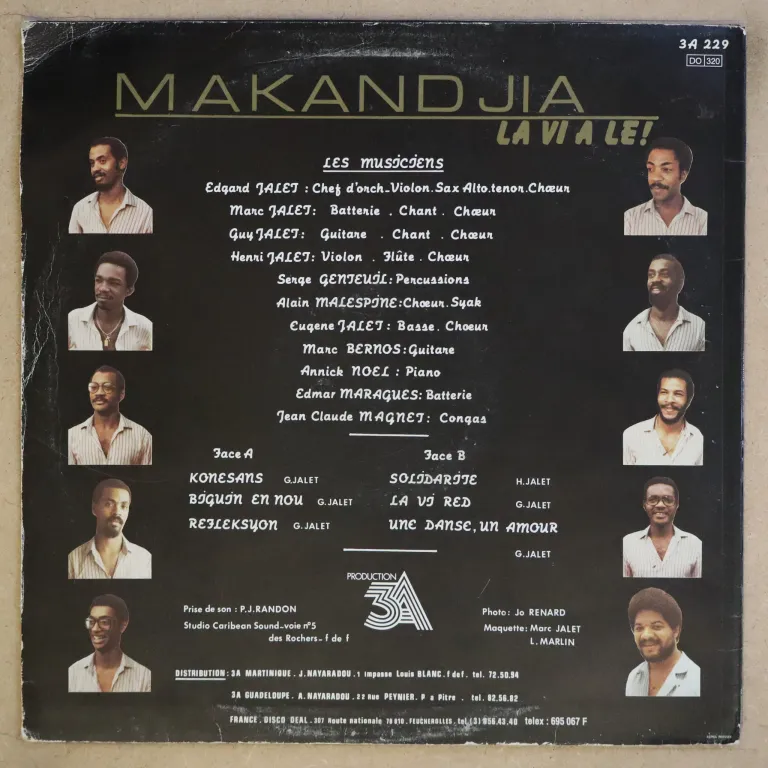 3A 229
DO 320
MAKANDJIA
LA VI A LE!
LES MUSICIENS
Edgard JALET : Chef d'orch-Violon.Sax Alto.tenor.Chœur
Marc JALET: Batterie . Chant . Chœur
Guy JALET: Guitare . Chant . Chœur
Henri JALET: Violon . Flûte . Chœur
Serge GENTEUIL: Percussions
Alain MALESPINE: Chœur. Syak
Eugene JALET : Basse. Choeur
Marc BERNOS: Guitare
Annick NOEL : Piano
Edmar MARAGUES: Batterie
Jean Claude MAGNET: Congas
Face A
KONESANS G.JALET
BIGUIN EN NOU G.JALET
REFLEKSYON G.JALET
Face B
SOLIDARITE H.JALET
LA VI RED G.JALET
UNE DANSE, UN AMOUR
G.JALET
PRODUCTION
3A
Prise de son : P.J.RANDON
Studio Caribean Sound-voie n°5
des Rochers-f de f
Photo: Jo RENARD
Maquette: Marc JALET
L.MARLIN
DISTRIBUTION: 3A MARTINIQUE . J.NAYARADOU. 1 impasse Louis BLANC. f def. tel. 72.50.94
3A GUADELOUPE . A.NAYARADOU. 22 rue PEYNIER. P a Pitre . tel. 82.56.82
FRANCE . DISCO DEAL . 307 Route nationale 78 610 . FEUCHEROLLES. tel (3) 056.43.40 telex : 695 067 F